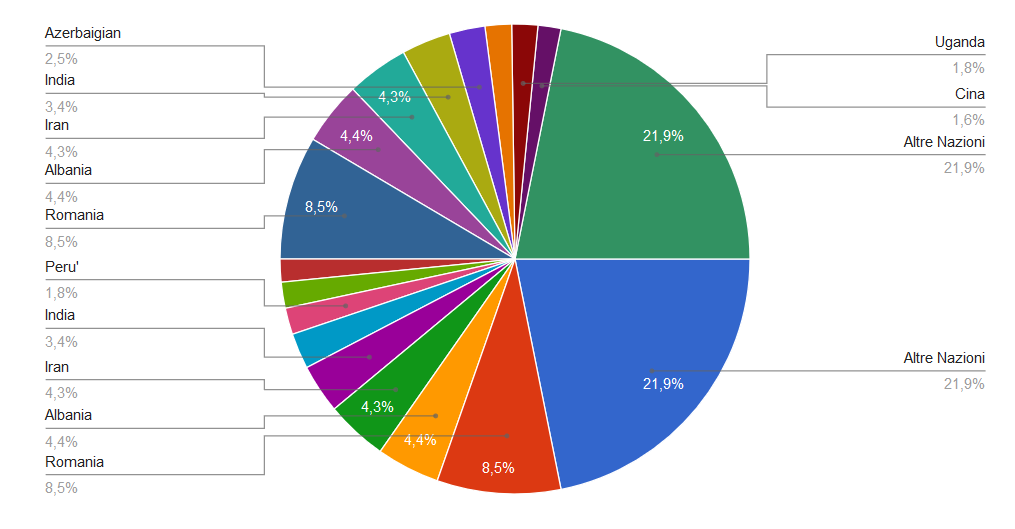 Azerbaigian
2,5%
India
3,4%
Iran
4,3%
Albania
4,4%
Romania
8,5%
Peru'
1,8%
India
3,4%
Iran
4,3%
Albania
4,4%
Romania
8,5%
4,3%
4,4%
8,5%
21,9%
21,9%
4,3%
4,4%
8,5%
Uganda
1,8%
Cina
1,6%
Altre Nazioni
21,9%
Altre Nazioni
21,9%